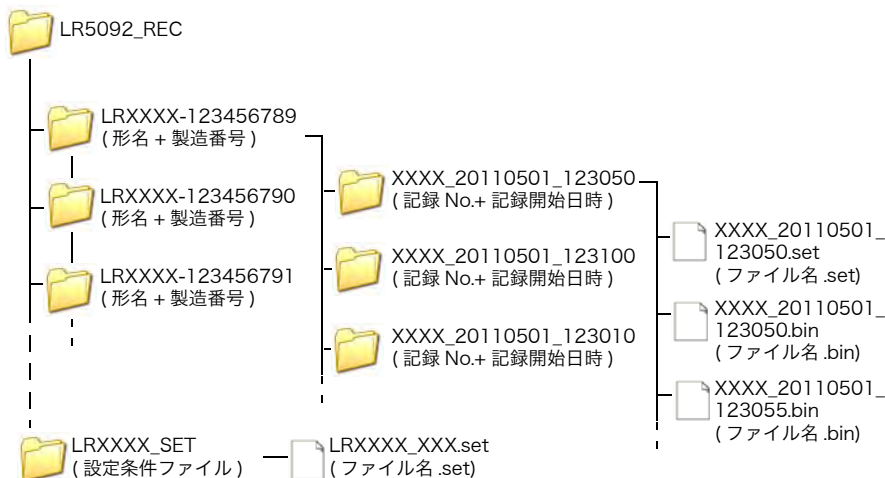 LR5092_REC
LRXXXX-123456789
( 形名 + 製造番号 )
LRXXXX-123456790
( 形名 + 製造番号 )
LRXXXX-123456791
( 形名 + 製造番号 )
XXXX_20110501_123050
( 記録 No.+ 記録開始日時 )
XXXX_20110501_123100
( 記録 No.+ 記録開始日時 )
XXXX_20110501_123010
( 記録 No.+ 記録開始日時 )
XXXX_20110501_
123050.set
( ファイル名 .set)
XXXX_20110501_
123050.bin
( ファイル名 .bin)
XXXX_20110501_
123055.bin
( ファイル名 .bin)
LRXXXX_SET
( 設定条件ファイル )
LRXXXX_XXX.set
( ファイル名 .set)